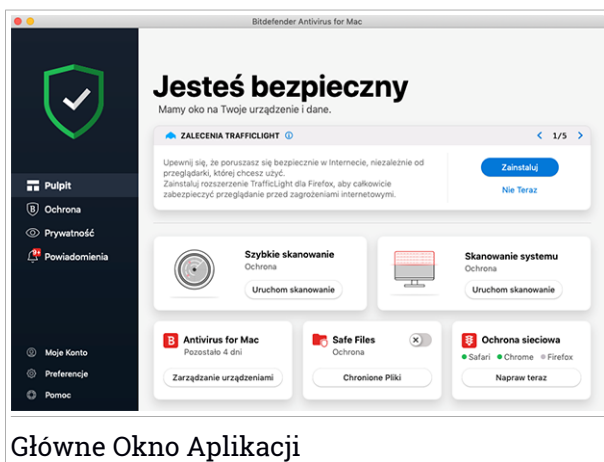 Bitdefender Antivirus for Mac
Jesteś bezpieczny
Mamy oko na Twoje urządzenie i dane.
ZALECENIA TRAFFICLIGHT
1/5
Upewnij się, że poruszasz się bezpiecznie w Internecie, niezależnie od
przeglądarki, której chcesz użyć.
Zainstaluj rozszerzenie TrafficLight dla Firefox, aby całkowicie
zabezpieczyć przeglądanie przed zagrożeniami internetowymi.
Zainstaluj
Nie Teraz
Pulpit
B Ochrona
Prywatność
9+ Powiadomienia
Moje Konto
Preferencje
Pomoc
Szybkie skanowanie
Ochrona
Uruchom skanowanie
Skanowanie systemu
Ochrona
Uruchom skanowanie
B Antivirus for Mac
Pozostało 4 dni
Zarządzanie urządzeniami
Safe Files
Ochrona
Chronione Pliki
Ochrona sieciowa
Safari Chrome Firefox
Napraw teraz
Główne Okno Aplikacji